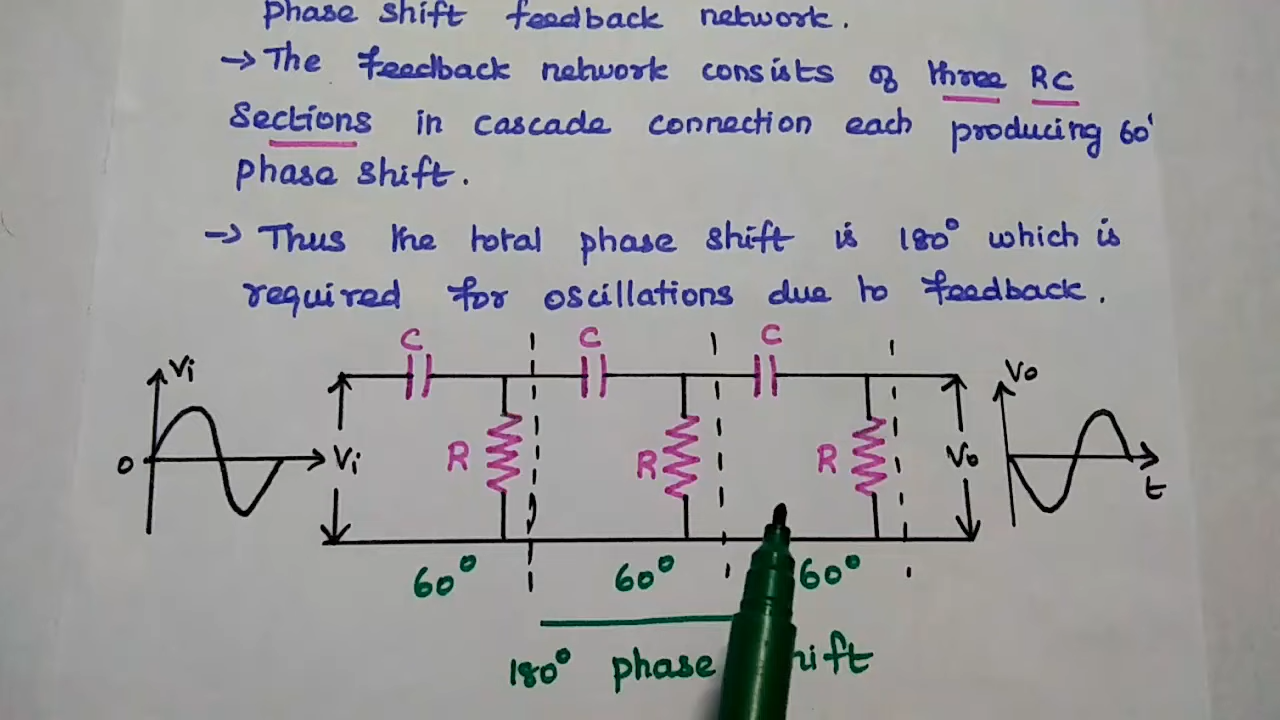 phase shift feedback network.
→ The feedback network consists of three RC
Sections in cascade connection each producing 60°
phase shift.
→ Thus the total phase shift is 180° which is
required for oscillations due to feedback.
C C C
Vi Vo
R R R
0 Vi Vo
t
60° 60° 60°
180° phase